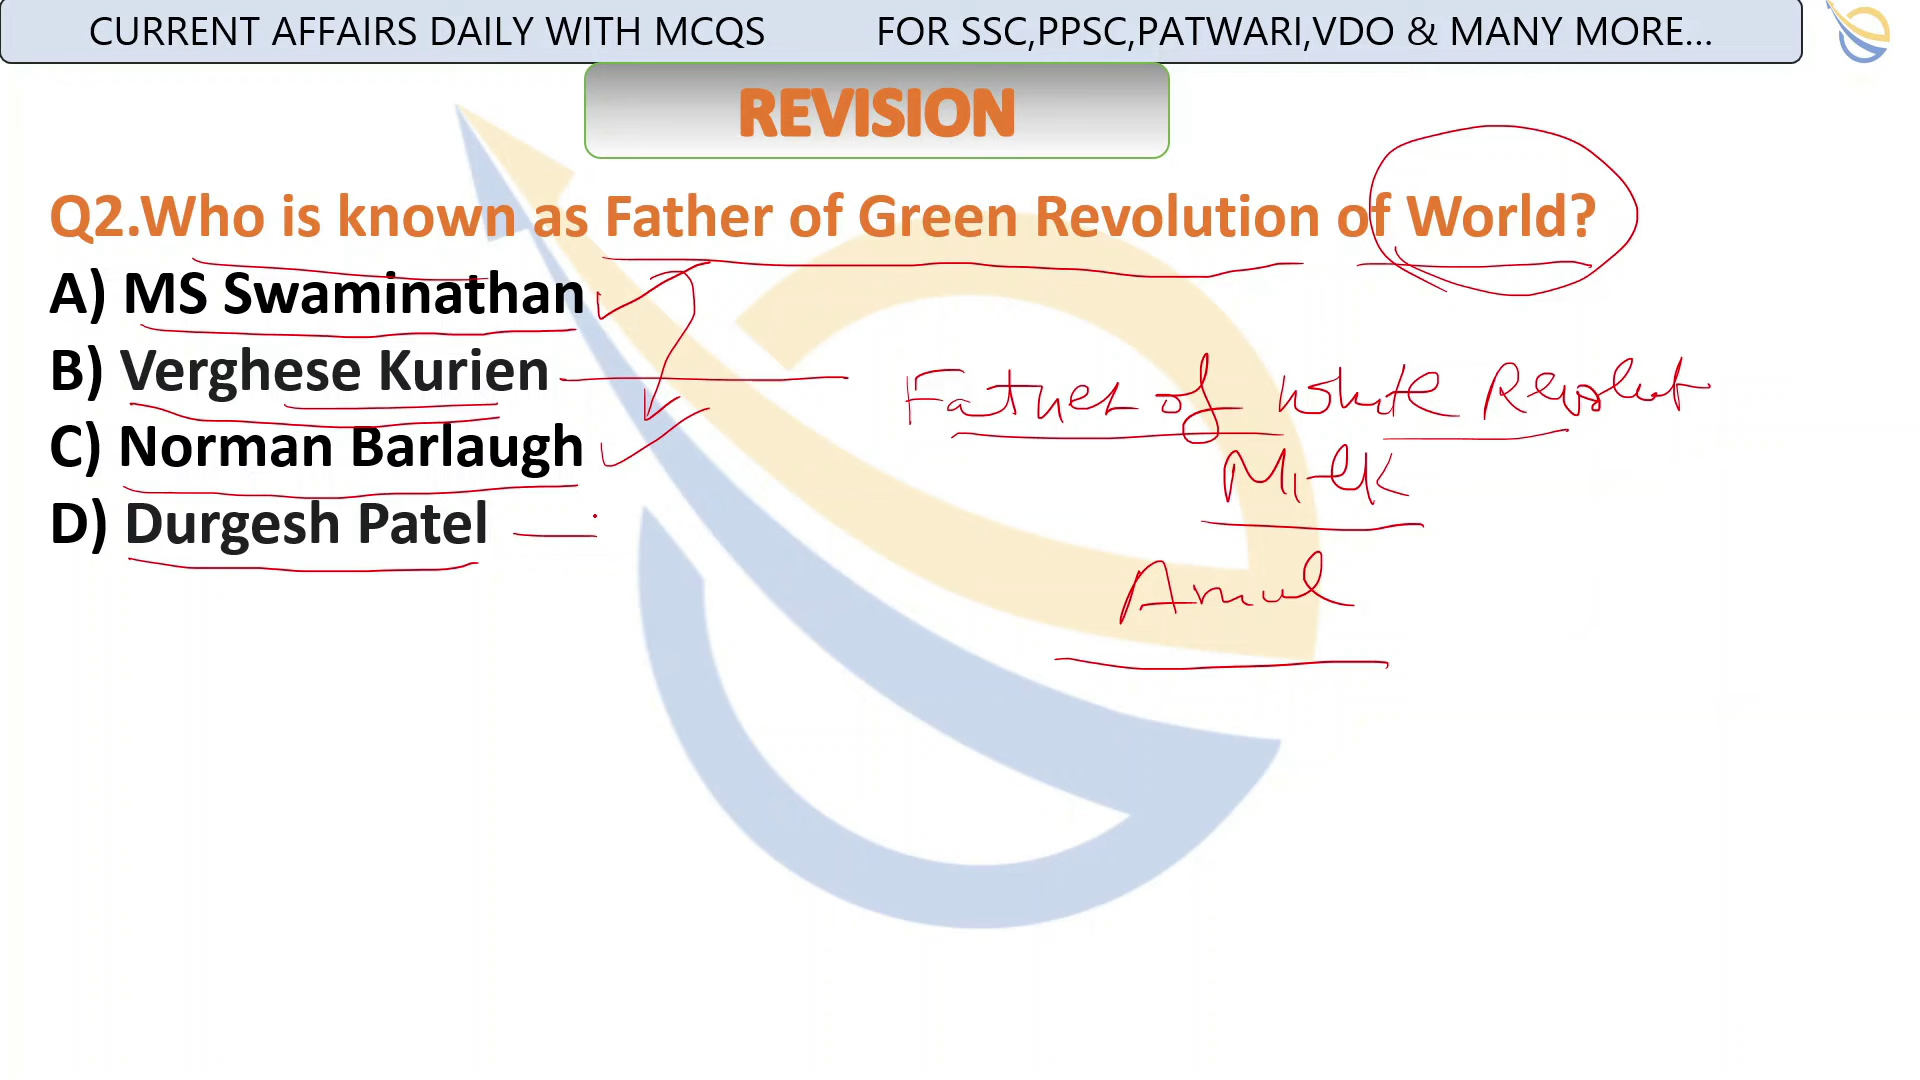 CURRENT AFFAIRS DAILY WITH MCQS FOR SSC,PPSC,PATWARI,VDO & MANY MORE...
REVISION
Q2.Who is known as Father of Green Revolution of World?
A) MS Swaminathan
B) Verghese Kurien
Father of White Revolut
C) Norman Barlaugh
Milk
D) Durgesh Patel
Amul